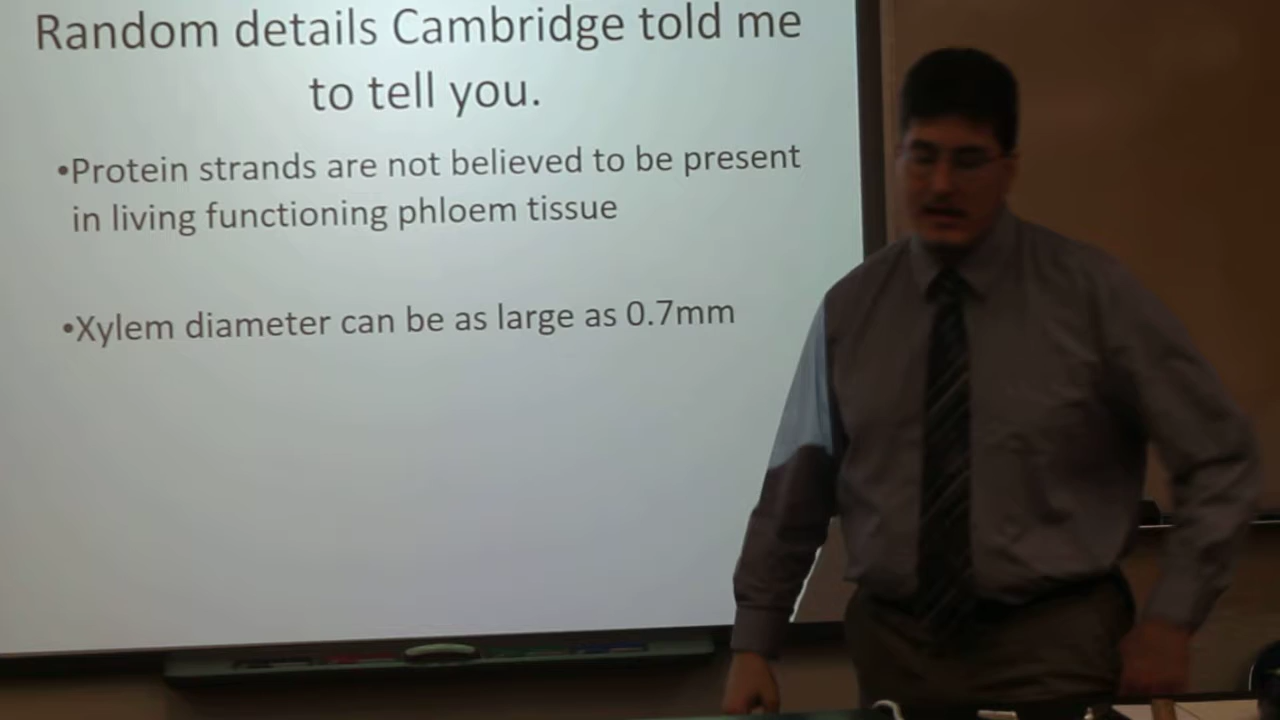 Random details Cambridge told me
to tell you.
•Protein strands are not believed to be present
in living functioning phloem tissue
•Xylem diameter can be as large as 0.7mm